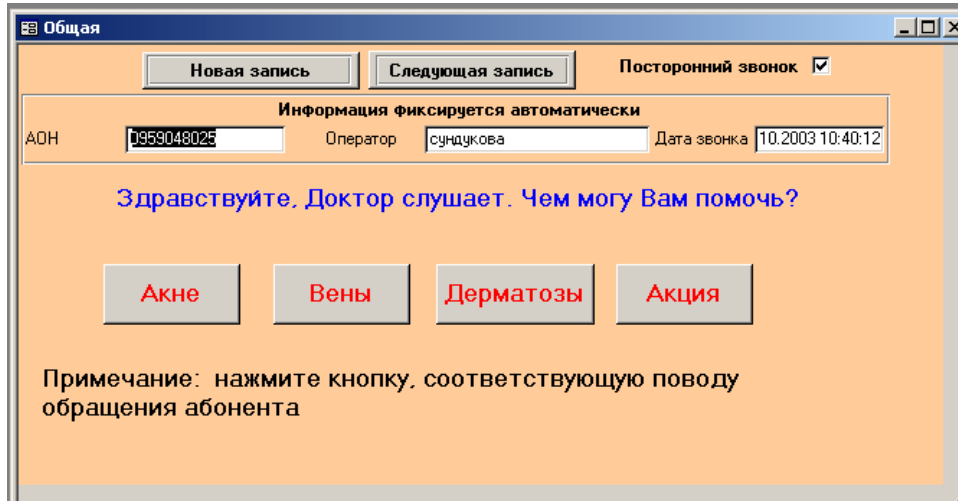 Общая
Новая запись Следующая запись Посторонний звонок
Информация фиксируется автоматически
АОН 0959048025 Оператор сундукова Дата звонка 10.2003 10:40:12
Здравствуйте, Доктор слушает. Чем могу Вам помочь?
Акне Вены Дерматозы Акция
Примечание: нажмите кнопку, соответствующую поводу
обращения абонента